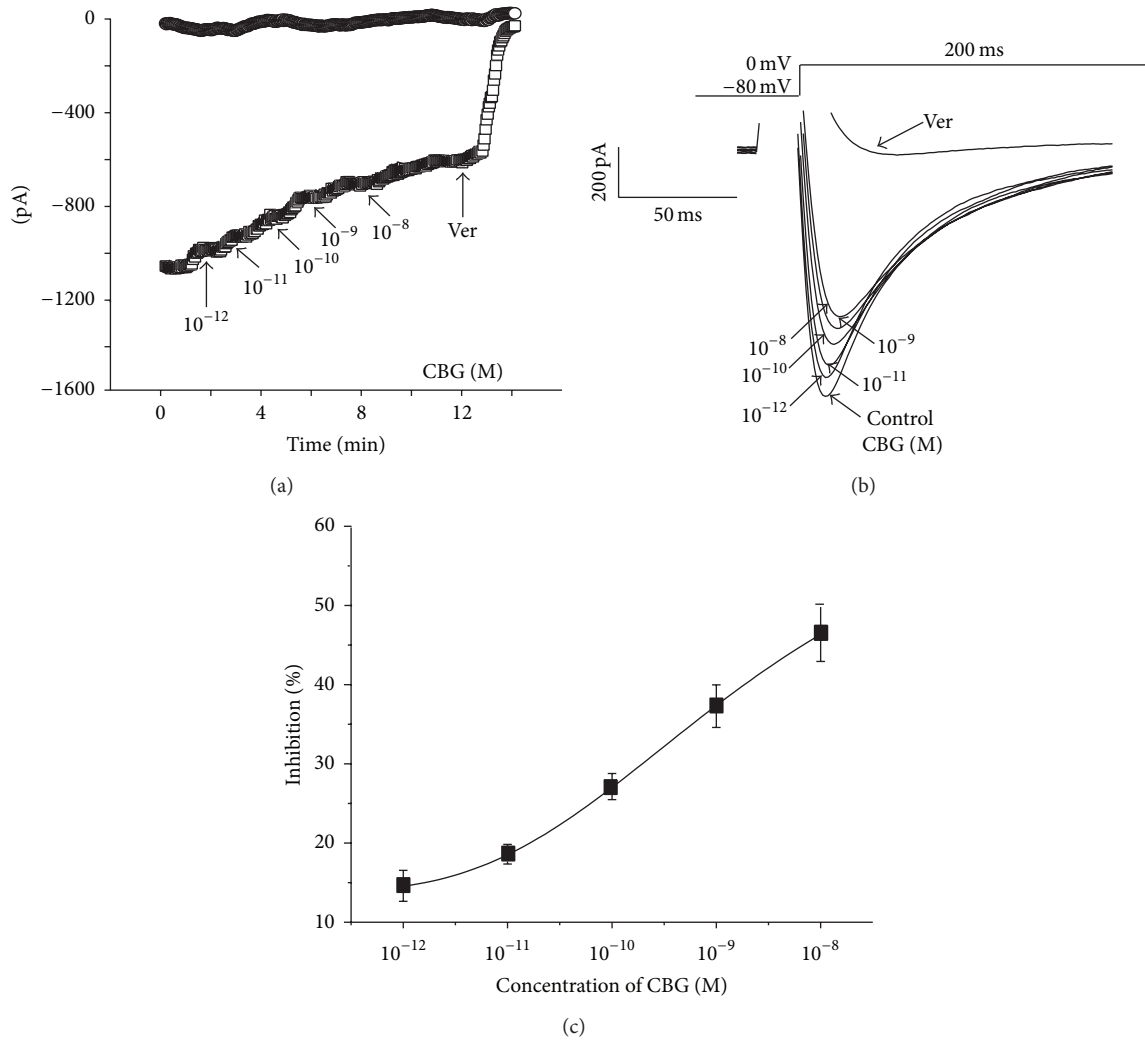 0
−400
−800
−1200
−1600
(pA)
10⁻¹²
10⁻¹¹
10⁻¹⁰
10⁻⁹
10⁻⁸
Ver
CBG (M)
0 4 8 12
Time (min)
(a)
200 ms
0 mV
−80 mV
Ver
200 pA
50 ms
10⁻⁸
10⁻⁹
10⁻¹⁰
10⁻¹¹
10⁻¹²
Control
CBG (M)
(b)
60
50
40
30
20
10
Inhibition (%)
10⁻¹² 10⁻¹¹ 10⁻¹⁰ 10⁻⁹ 10⁻⁸
Concentration of CBG (M)
(c)